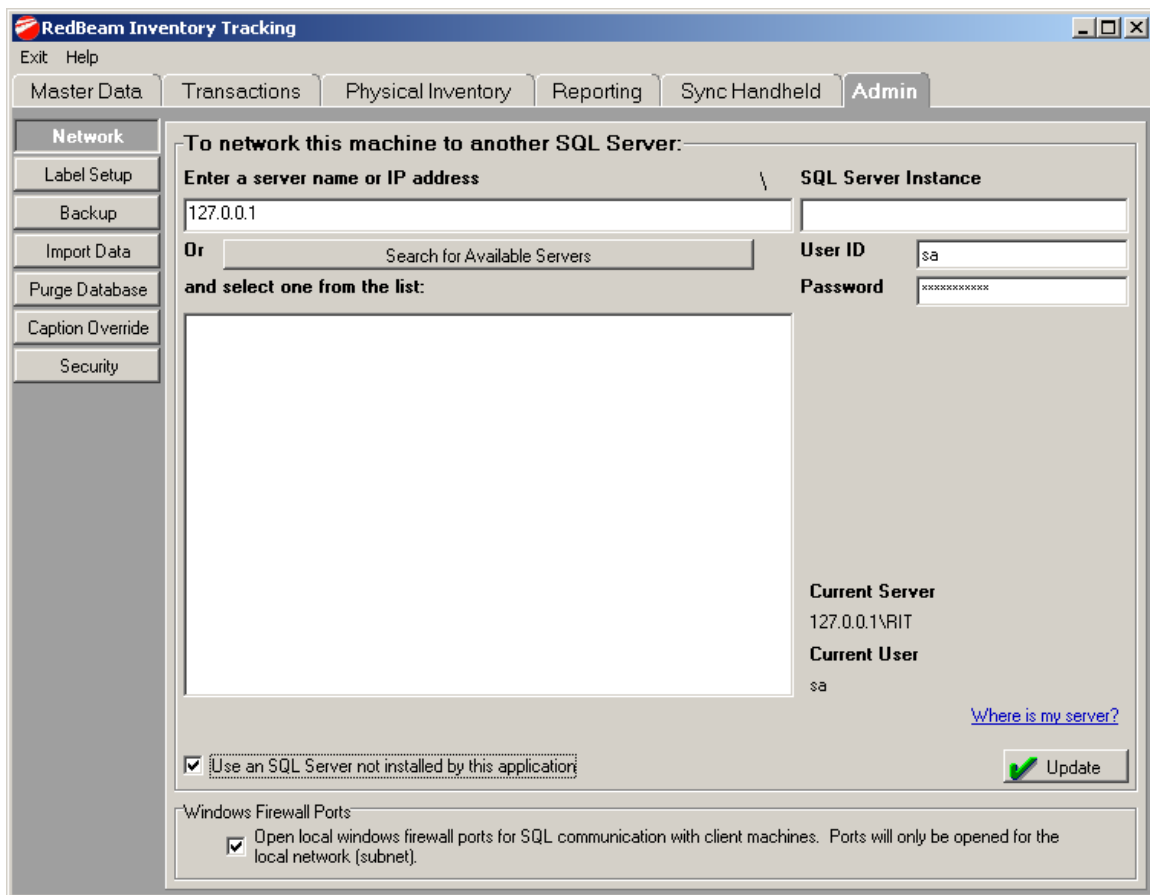 RedBeam Inventory Tracking
Exit Help
Master Data Transactions Physical Inventory Reporting Sync Handheld Admin
Network
Label Setup
Backup
Import Data
Purge Database
Caption Override
Security
To network this machine to another SQL Server:
Enter a server name or IP address \ SQL Server Instance
127.0.0.1
Or Search for Available Servers User ID sa
and select one from the list: Password xxxxxxxxxxx
Current Server
127.0.0.1\RIT
Current User
sa
Where is my server?
Use an SQL Server not installed by this application
Update
Windows Firewall Ports
Open local windows firewall ports for SQL communication with client machines. Ports will only be opened for the
local network (subnet).